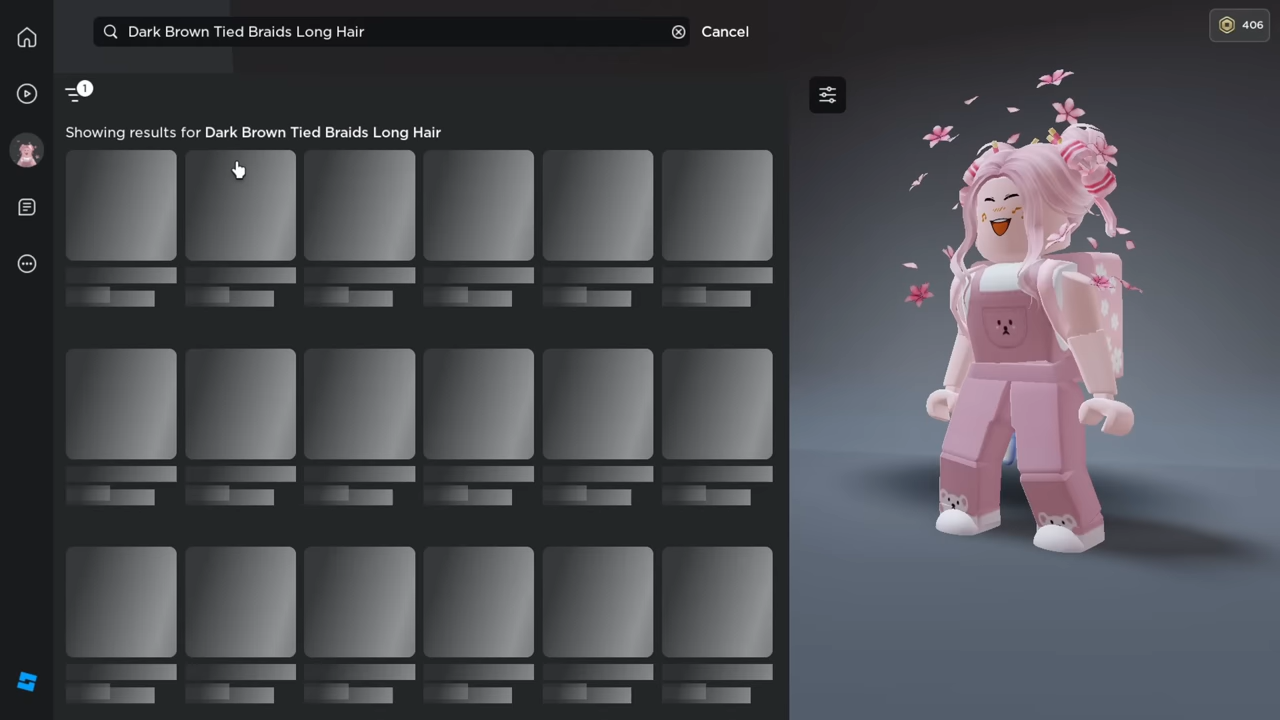 Dark Brown Tied Braids Long Hair
Cancel
406
1
Showing results for Dark Brown Tied Braids Long Hair